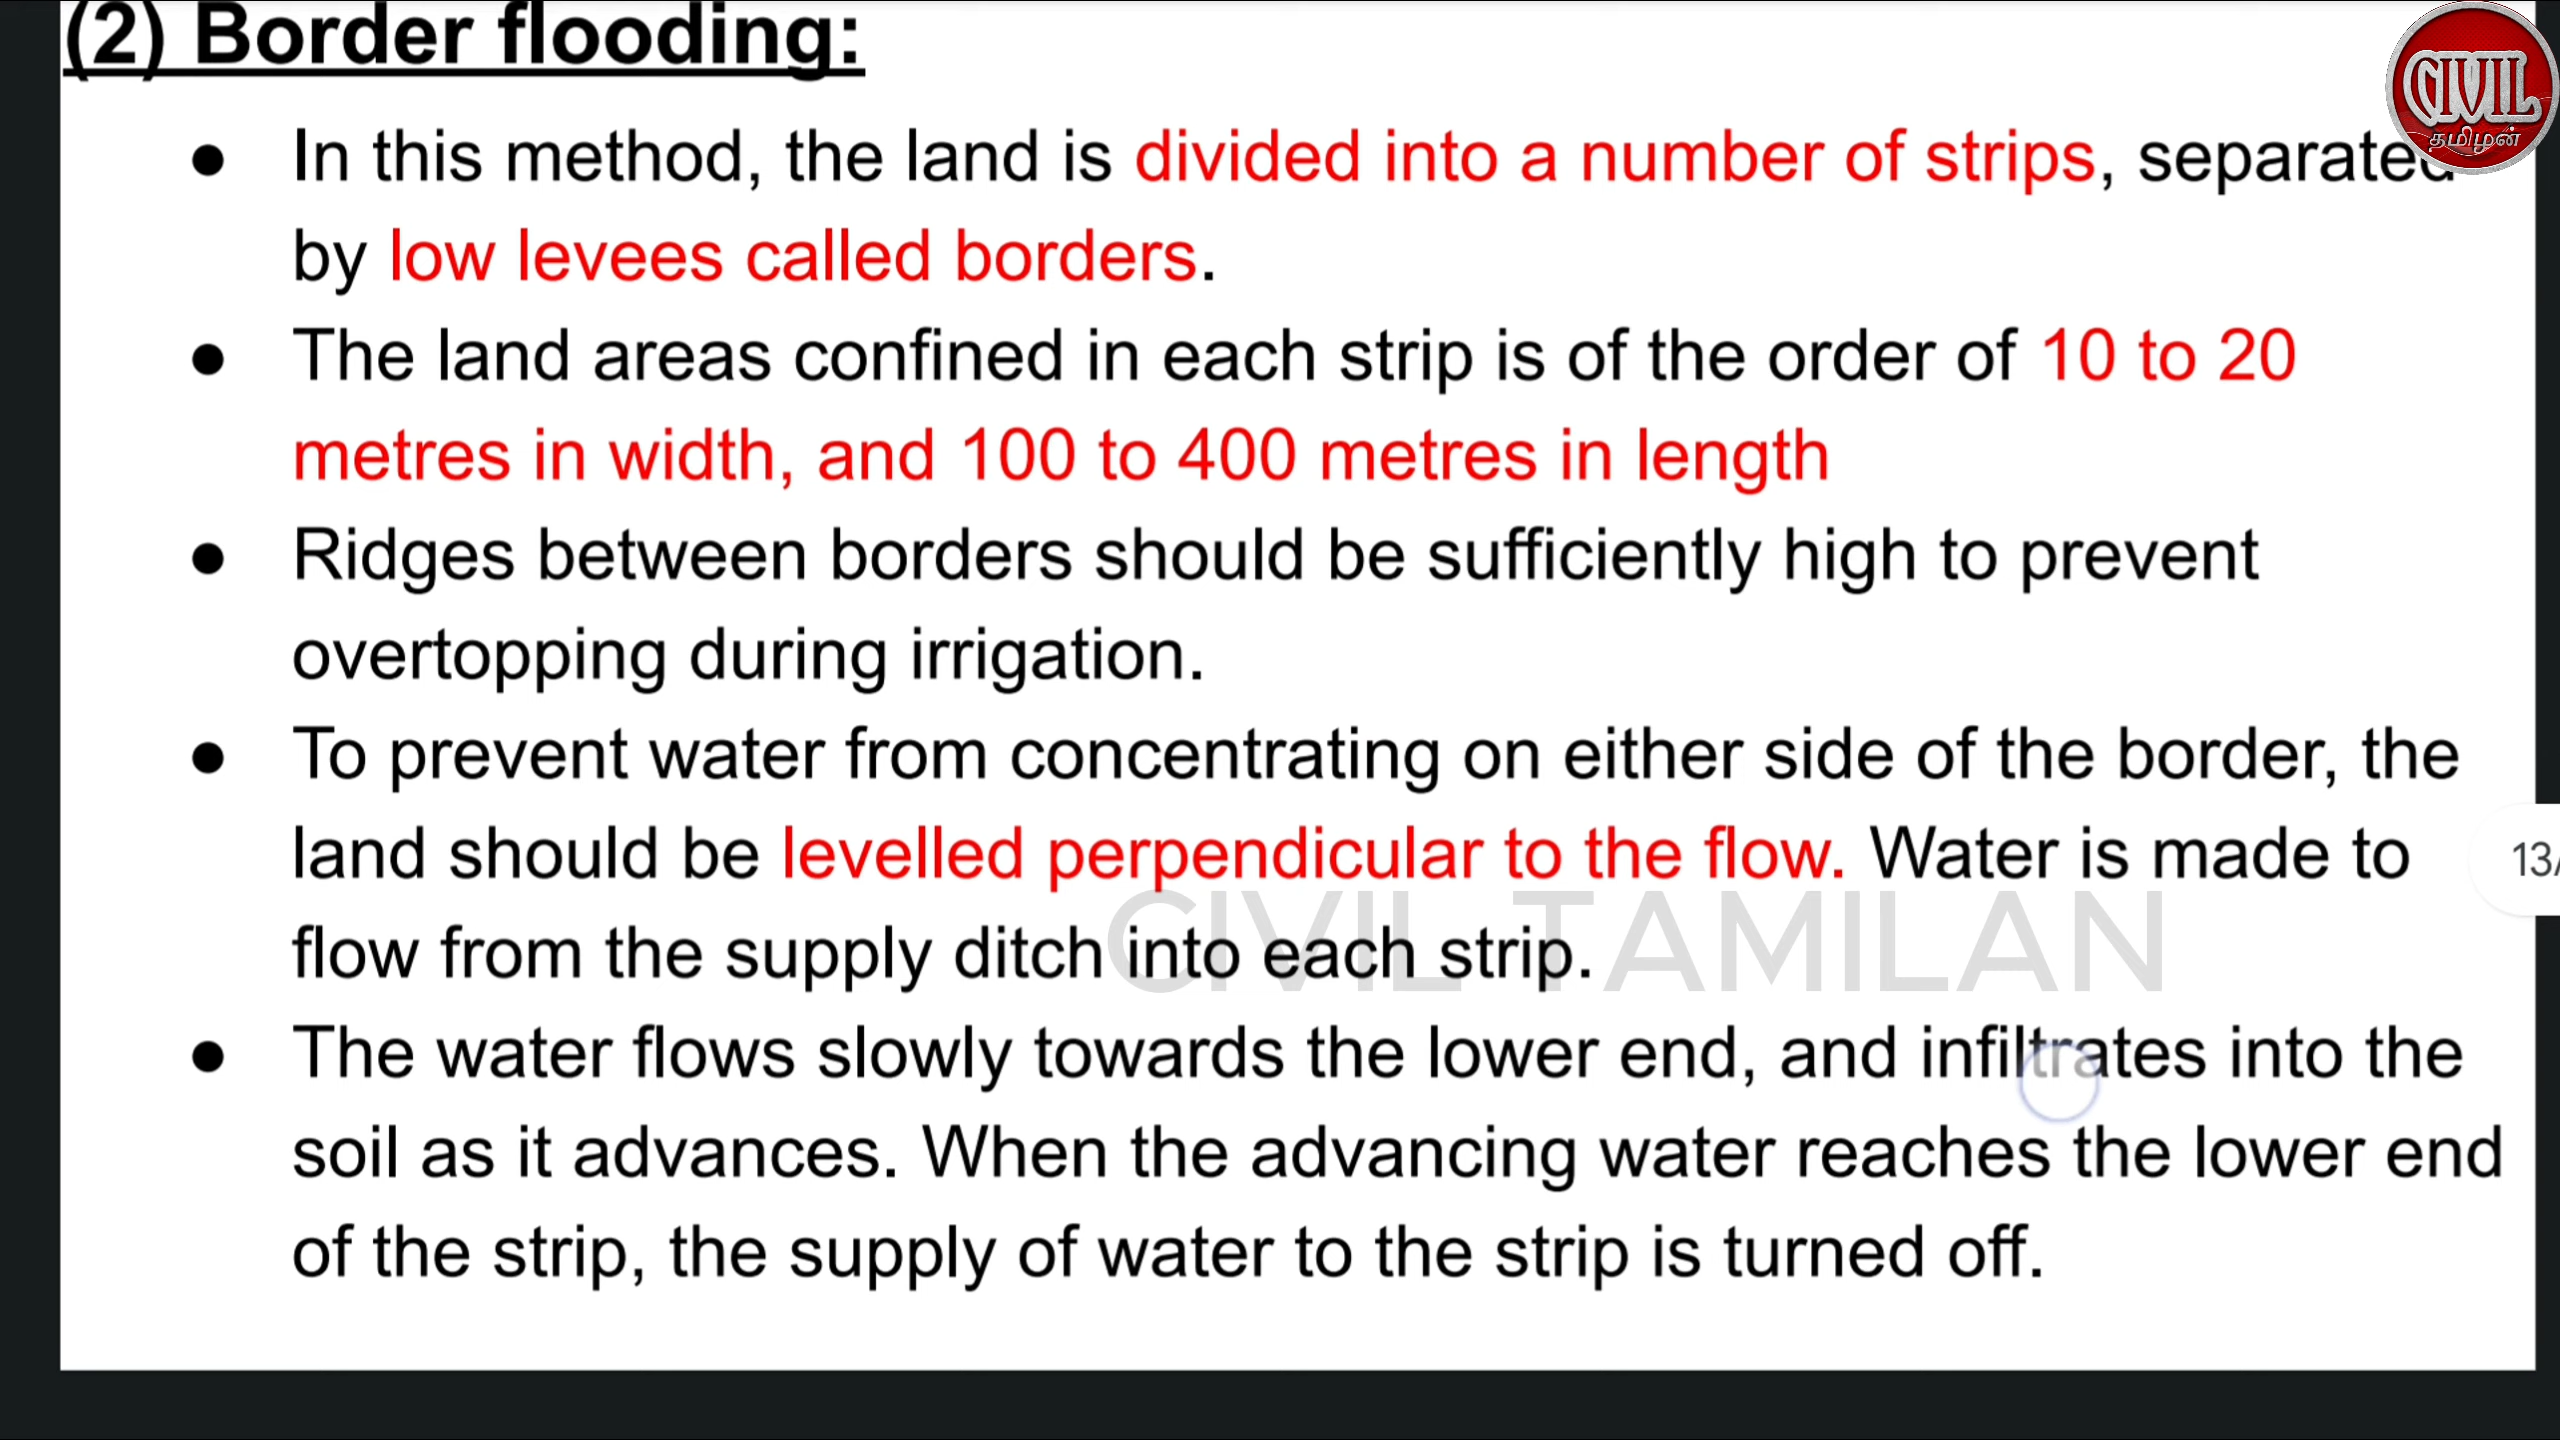 (2) Border flooding:
CIVIL
தமிழன்
● In this method, the land is divided into a number of strips, separated
by low levees called borders.
● The land areas confined in each strip is of the order of 10 to 20
metres in width, and 100 to 400 metres in length
● Ridges between borders should be sufficiently high to prevent
overtopping during irrigation.
● To prevent water from concentrating on either side of the border, the
land should be levelled perpendicular to the flow. Water is made to
13/
flow from the supply ditch into each strip.
CIVIL TAMILAN
● The water flows slowly towards the lower end, and infiltrates into the
soil as it advances. When the advancing water reaches the lower end
of the strip, the supply of water to the strip is turned off.